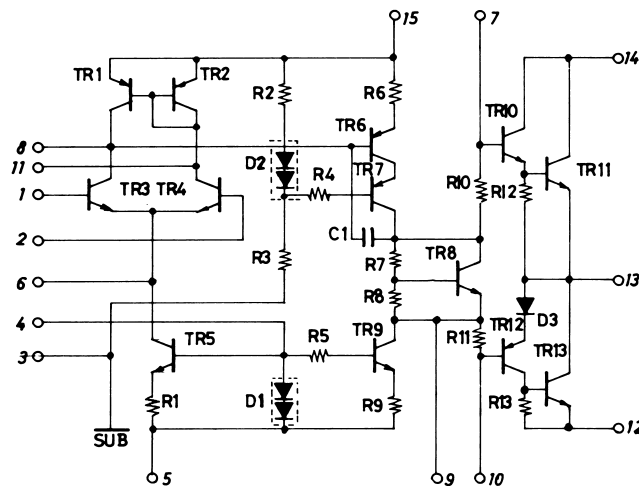 15 7 14
TR1 TR2 R2 R6 TR10
TR6
8 D2 TR11
11 TR7
TR3 TR4 R4 R10 R12
1
2 C1
R3 R7 TR8
6 13
R8
4 D3
TR5 R5 TR9 R11 TR12
3 TR13
R1 D1 R9 R13
SUB 12
5 9 10